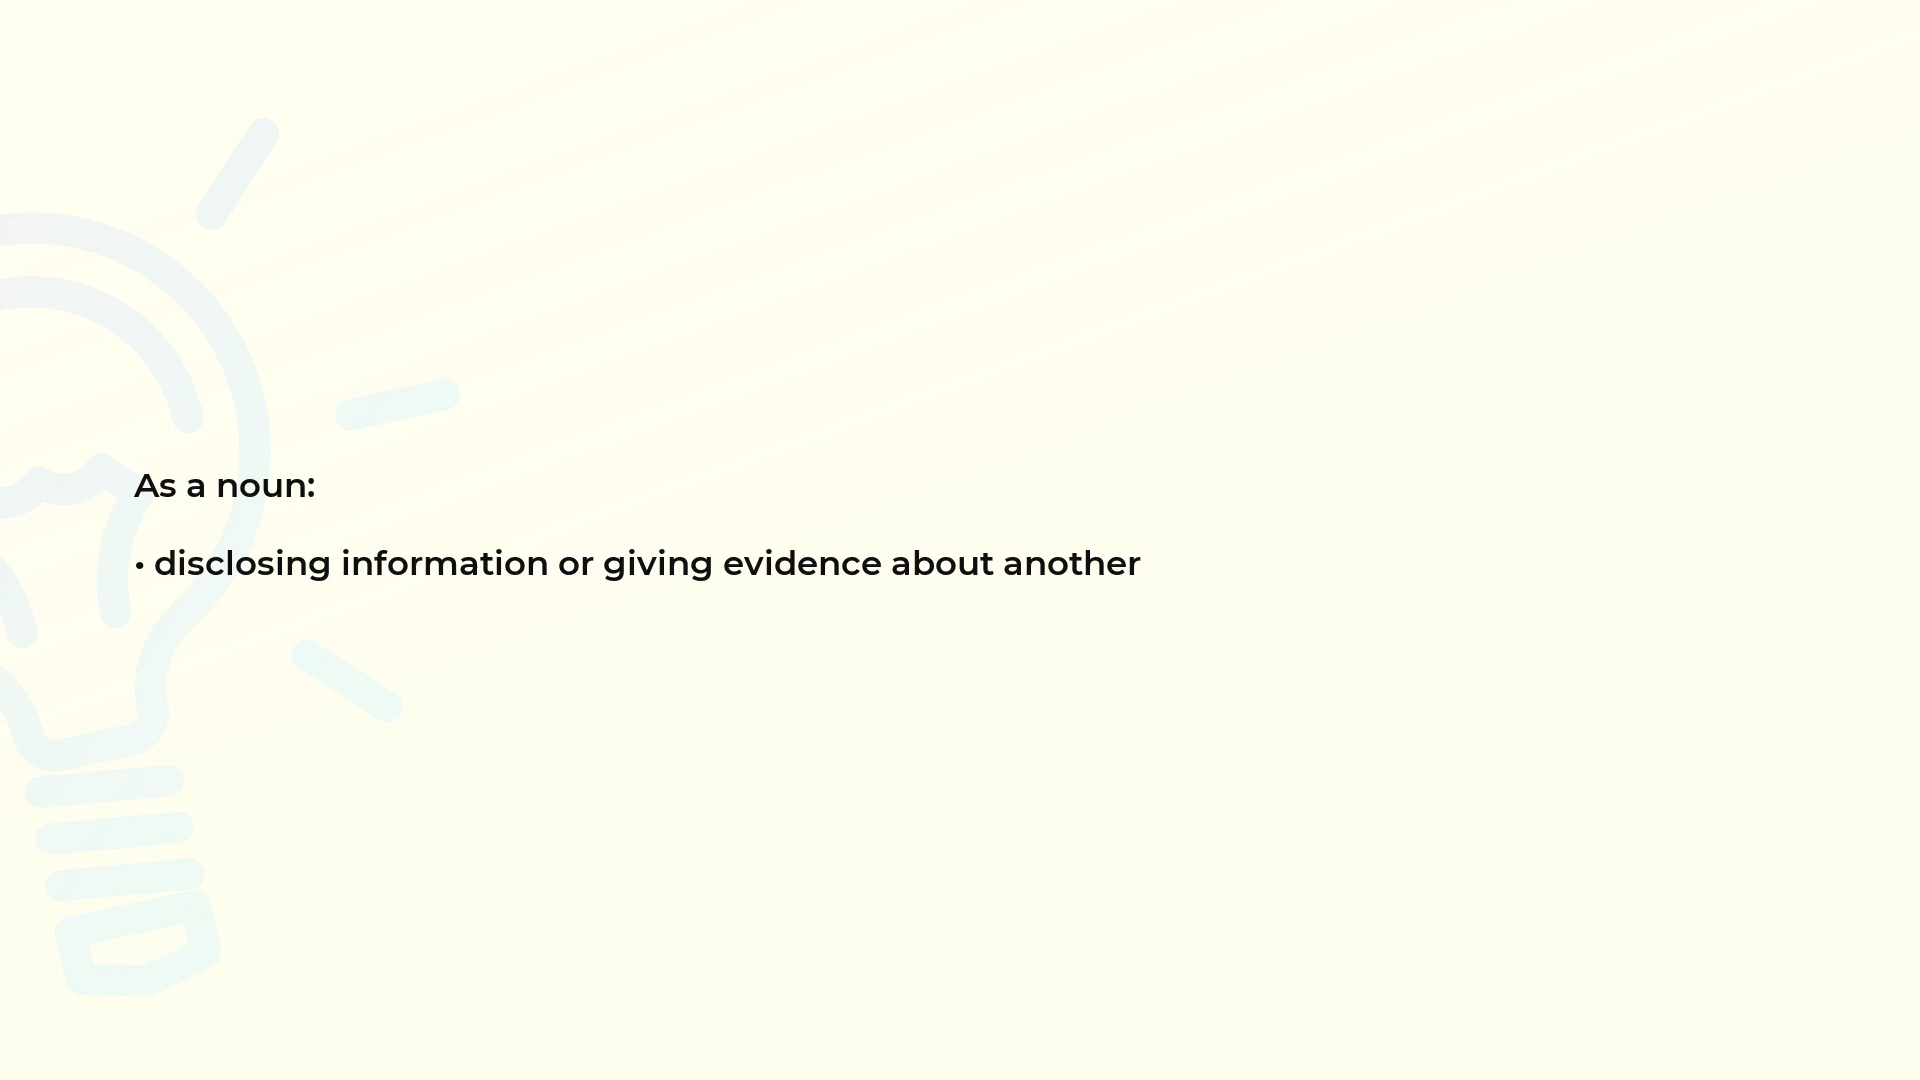 As a noun:
• disclosing information or giving evidence about another